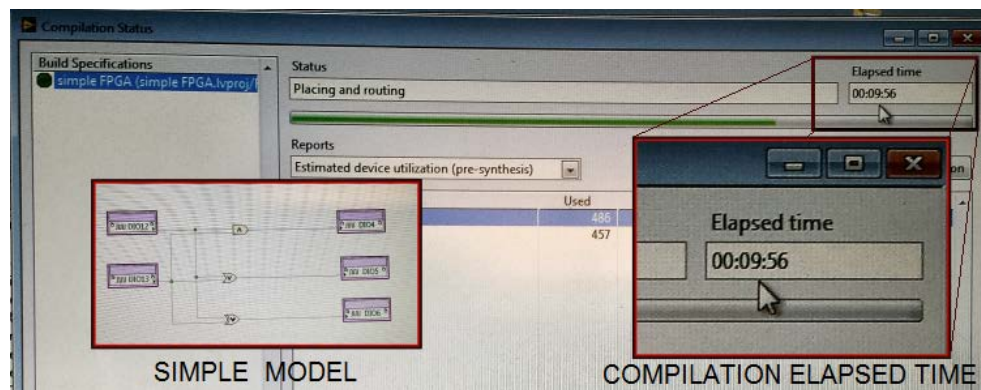 Compilation Status
Build Specifications
simple FPGA (simple FPGA.lvproj/
Status
Placing and routing
Elapsed time
00:09:56
Reports
Estimated device utilization (pre-synthesis)
Used
486
457
DIO12
DIO4
A
DIO13
DIO5
V
DIO6
V
Elapsed time
00:09:56
SIMPLE MODEL
COMPILATION ELAPSED TIME